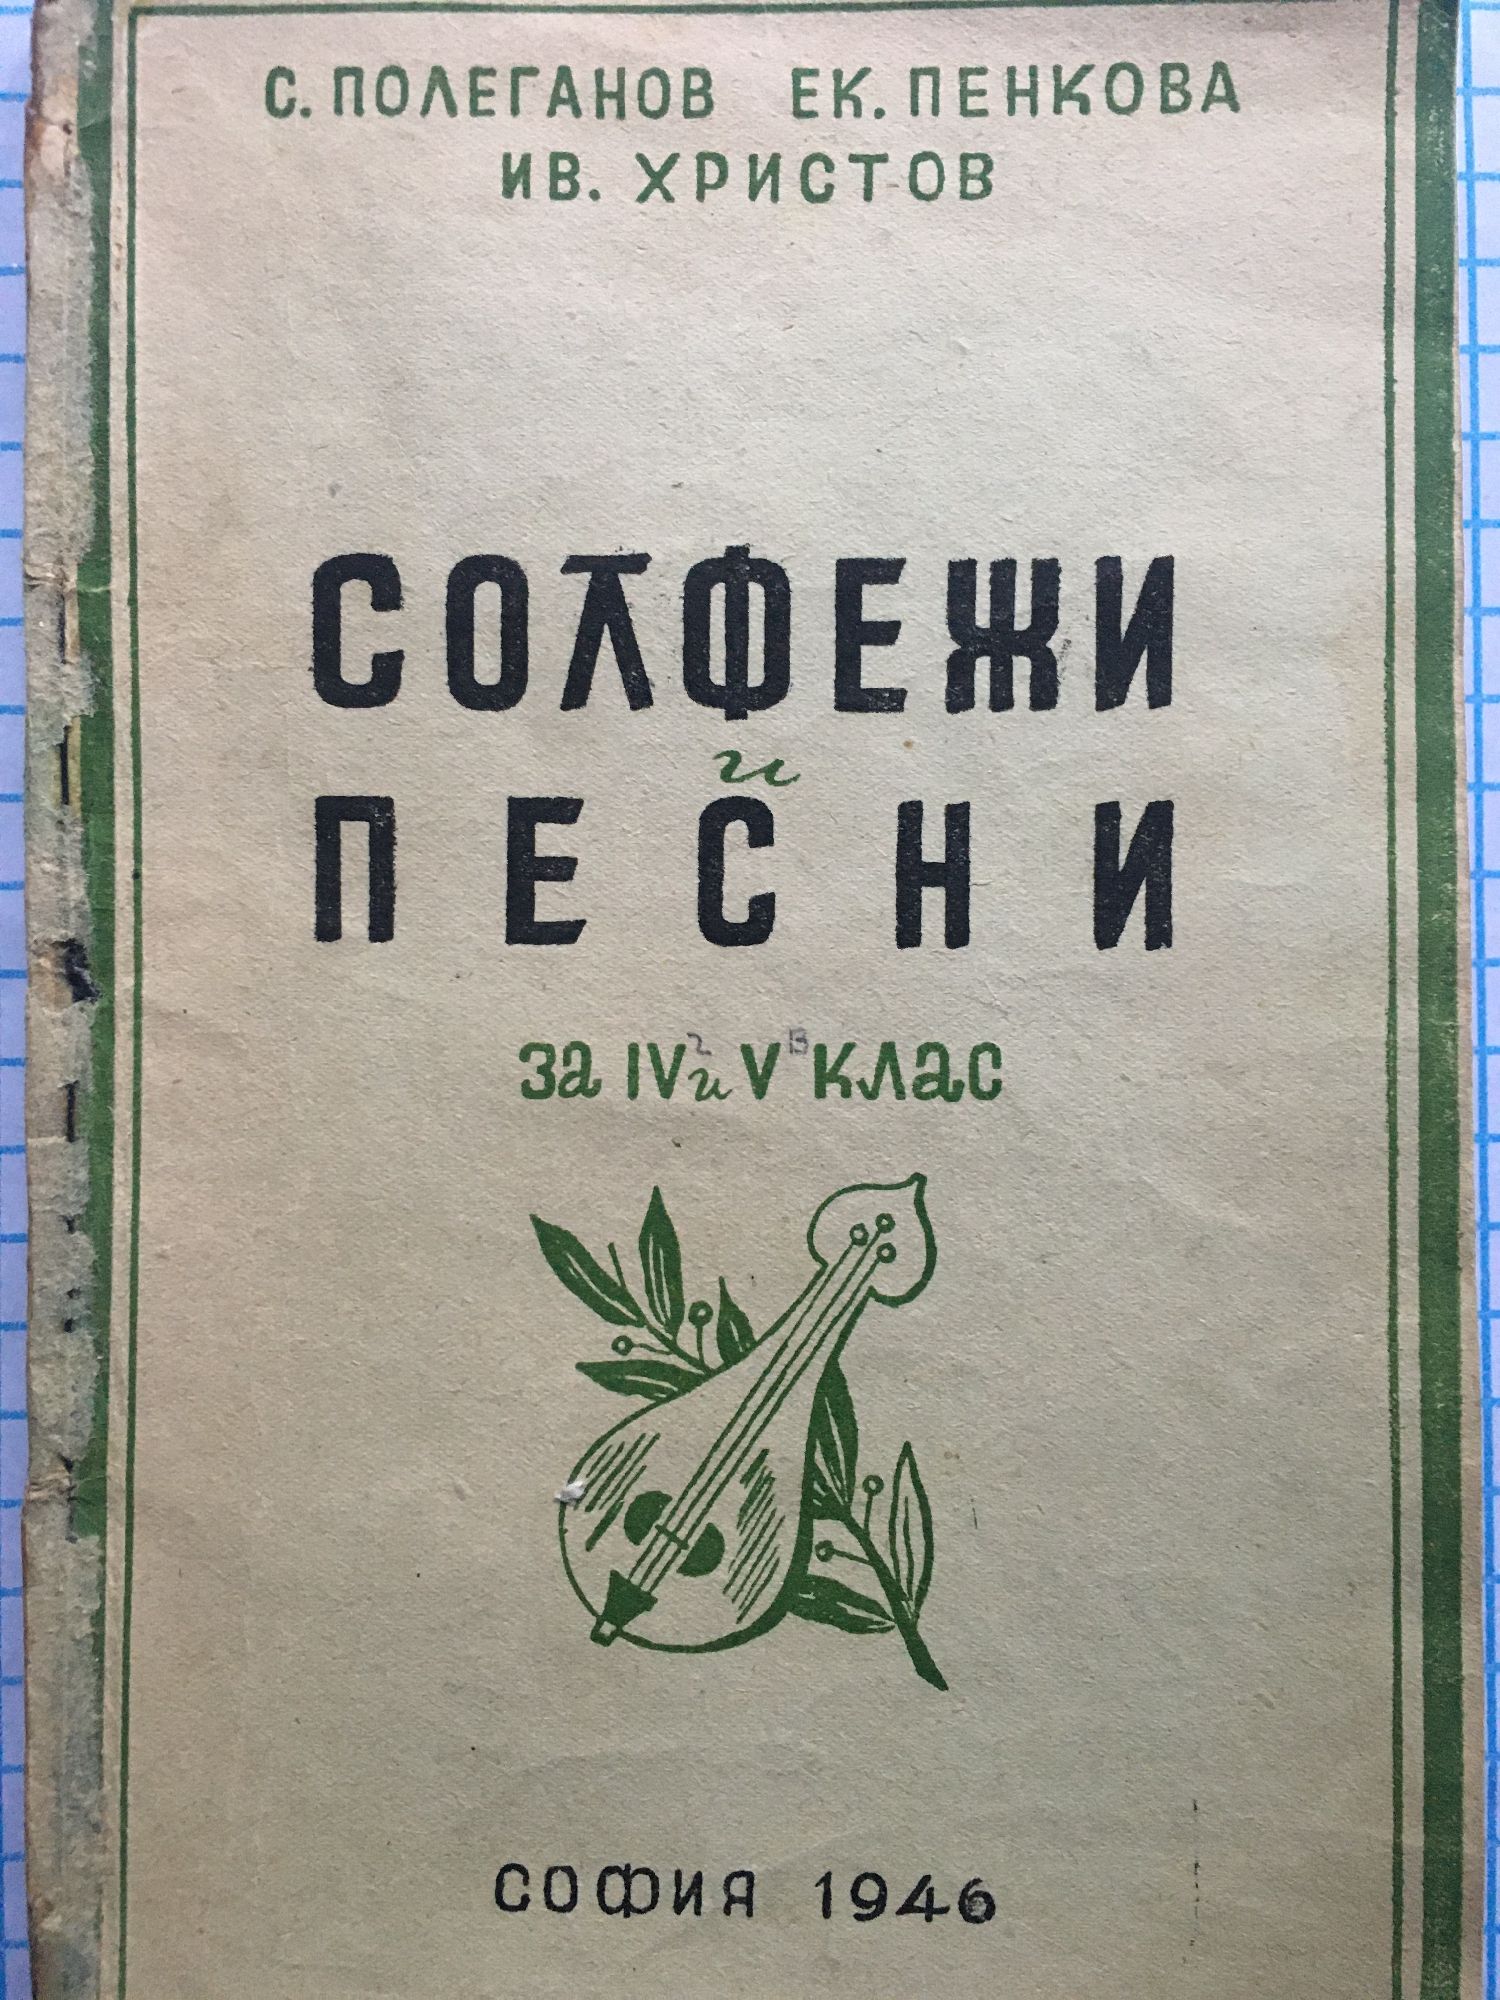 С. ПОЛЕГАНОВ ЕК. ПЕНКОВА
ИВ. ХРИСТОВ
СОЛФЕЖИ
и
ПЕСНИ
за IV г и V в клас
СОФИЯ 1946